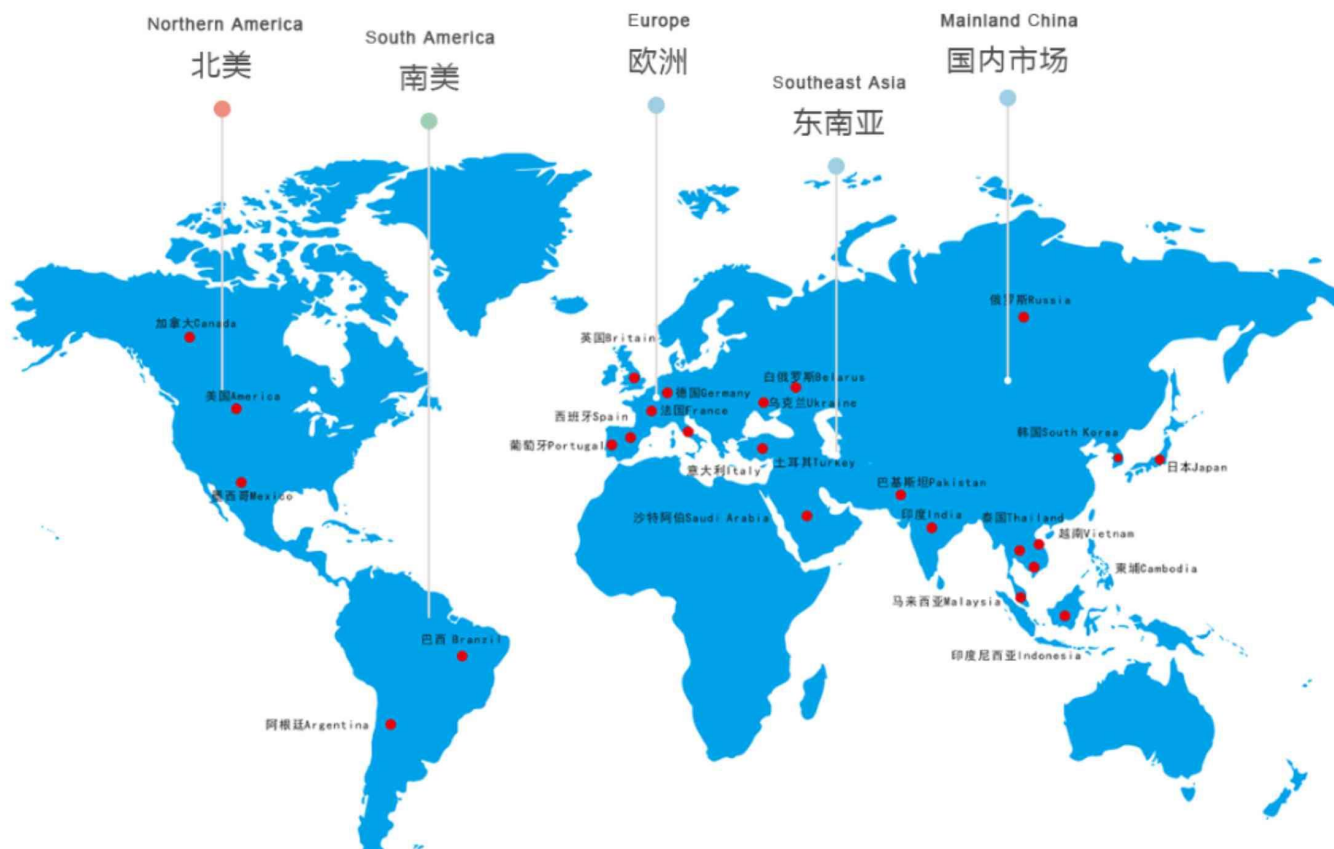 Northern America
北美
South America
南美
Europe
欧洲
Southeast Asia
东南亚
Mainland China
国内市场
加拿大Canada
美国America
墨西哥Mexico
巴西 Branzil
阿根廷Argentina
英国Britain
德国Germany
法国France
西班牙Spain
葡萄牙Portugal
意大利Italy
白俄罗斯Belarus
乌克兰Ukraine
土耳其Turkey
沙特阿伯Saudi Arabia
俄罗斯Russia
韩国South Korea
日本Japan
巴基斯坦Pakistan
印度India
泰国Thailand
越南Vietnam
柬埔Cambodia
马来西亚Malaysia
印度尼西亚Indonesia